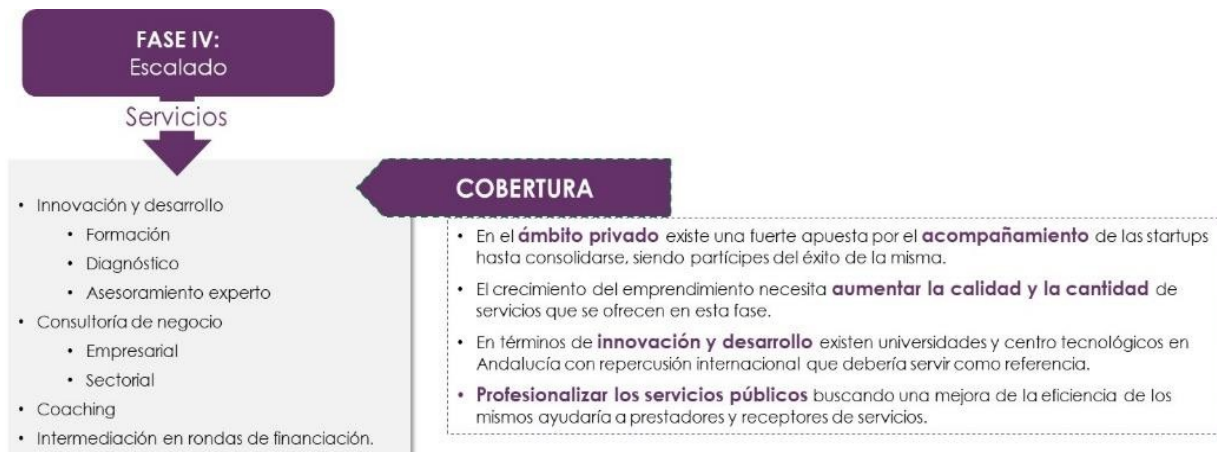 FASE IV:
Escalado
Servicios
• Innovación y desarrollo
• Formación
• Diagnóstico
• Asesoramiento experto
• Consultoría de negocio
• Empresarial
• Sectorial
• Coaching
• Intermediación en rondas de financiación.
COBERTURA
• En el ámbito privado existe una fuerte apuesta por el acompañamiento de las startups
hasta consolidarse, siendo partícipes del éxito de la misma.
• El crecimiento del emprendimiento necesita aumentar la calidad y la cantidad de
servicios que se ofrecen en esta fase.
• En términos de innovación y desarrollo existen universidades y centro tecnológicos en
Andalucía con repercusión internacional que debería servir como referencia.
• Profesionalizar los servicios públicos buscando una mejora de la eficiencia de los
mismos ayudaría a prestadores y receptores de servicios.